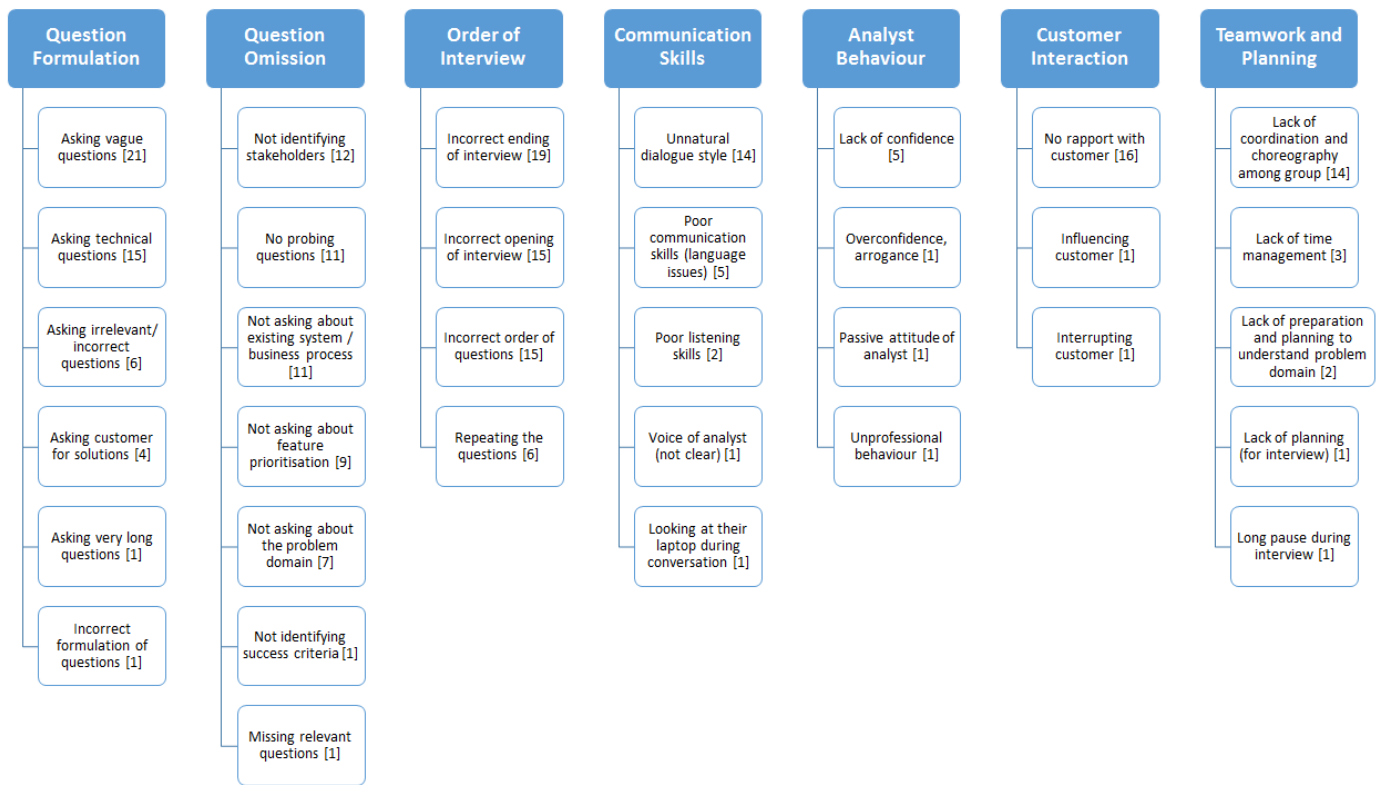 Question
Formulation
Asking vague
questions [21]
Asking technical
questions [15]
Asking irrelevant/
incorrect
questions [6]
Asking customer
for solutions [4]
Asking very long
questions [1]
Incorrect
formulation of
questions [1]
Question
Omission
Not identifying
stakeholders [12]
No probing
questions [11]
Not asking about
existing system /
business process
[11]
Not asking about
feature
prioritisation [9]
Not asking about
the problem
domain [7]
Not identifying
success criteria [1]
Missing relevant
questions [1]
Order of
Interview
Incorrect ending
of interview [19]
Incorrect opening
of interview [15]
Incorrect order of
questions [15]
Repeating the
questions [6]
Communication
Skills
Unnatural
dialogue style [14]
Poor
communication
skills (language
issues) [5]
Poor listening
skills [2]
Voice of analyst
(not clear) [1]
Looking at their
laptop during
conversation [1]
Analyst
Behaviour
Lack of confidence
[5]
Overconfidence,
arrogance [1]
Passive attitude of
analyst [1]
Unprofessional
behaviour [1]
Customer
Interaction
No rapport with
customer [16]
Influencing
customer [1]
Interrupting
customer [1]
Teamwork and
Planning
Lack of
coordination and
choreography
among group [14]
Lack of time
management [3]
Lack of preparation
and planning to
understand problem
domain [2]
Lack of planning
(for interview) [1]
Long pause during
interview [1]